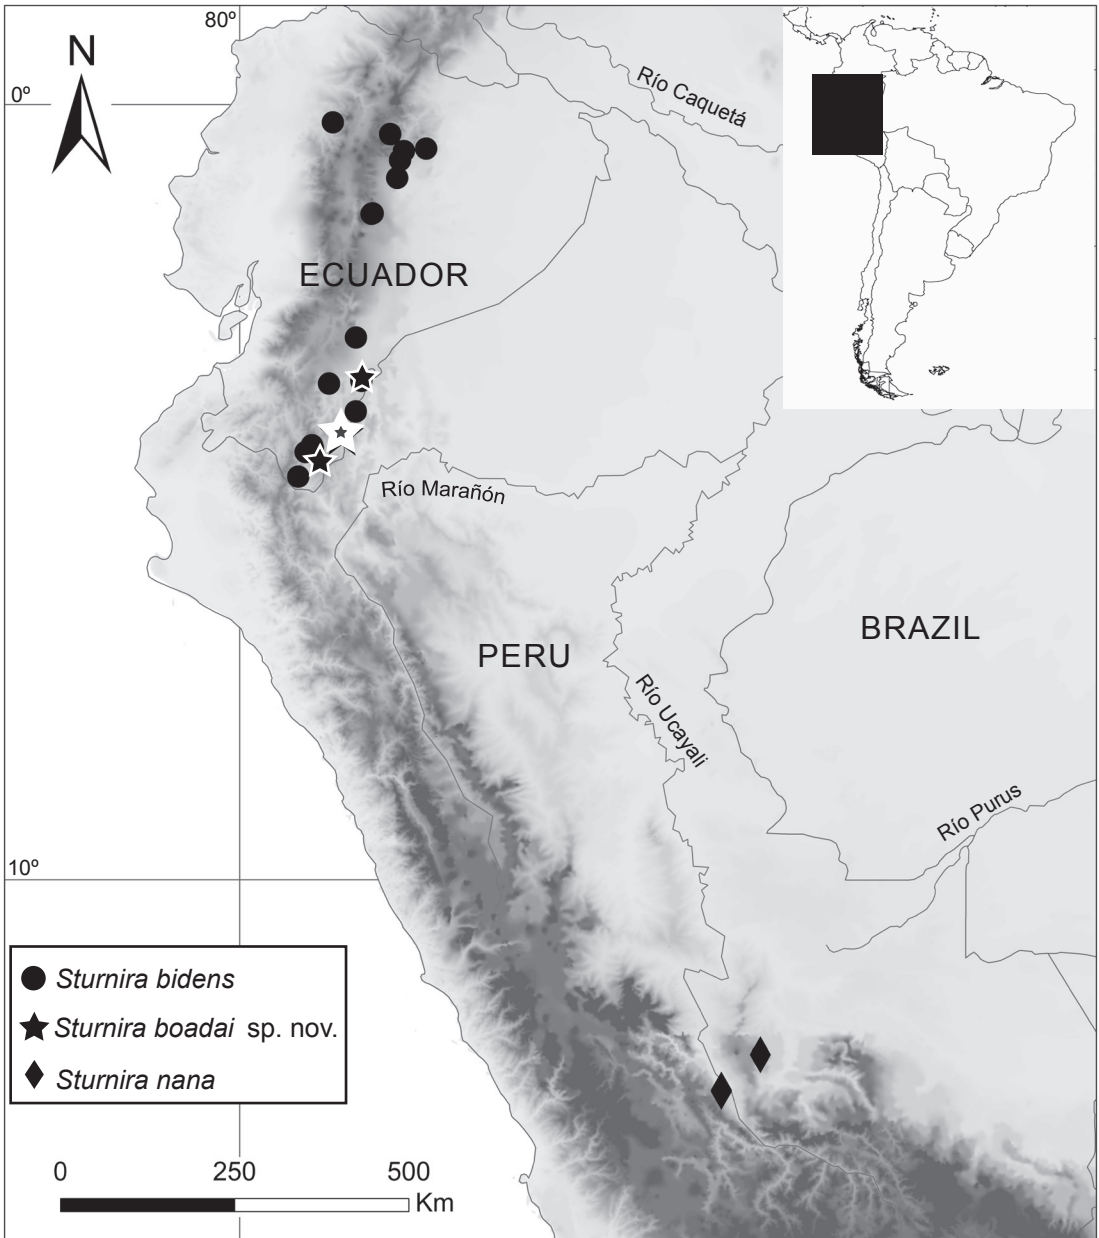 80º
N
0º
Río Caquetá
ECUADOR
Río Marañón
BRAZIL
PERU
Río Ucayali
Río Purus
10º
Sturnira bidens
Sturnira boadai sp. nov.
Sturnira nana
0 250 500
Km